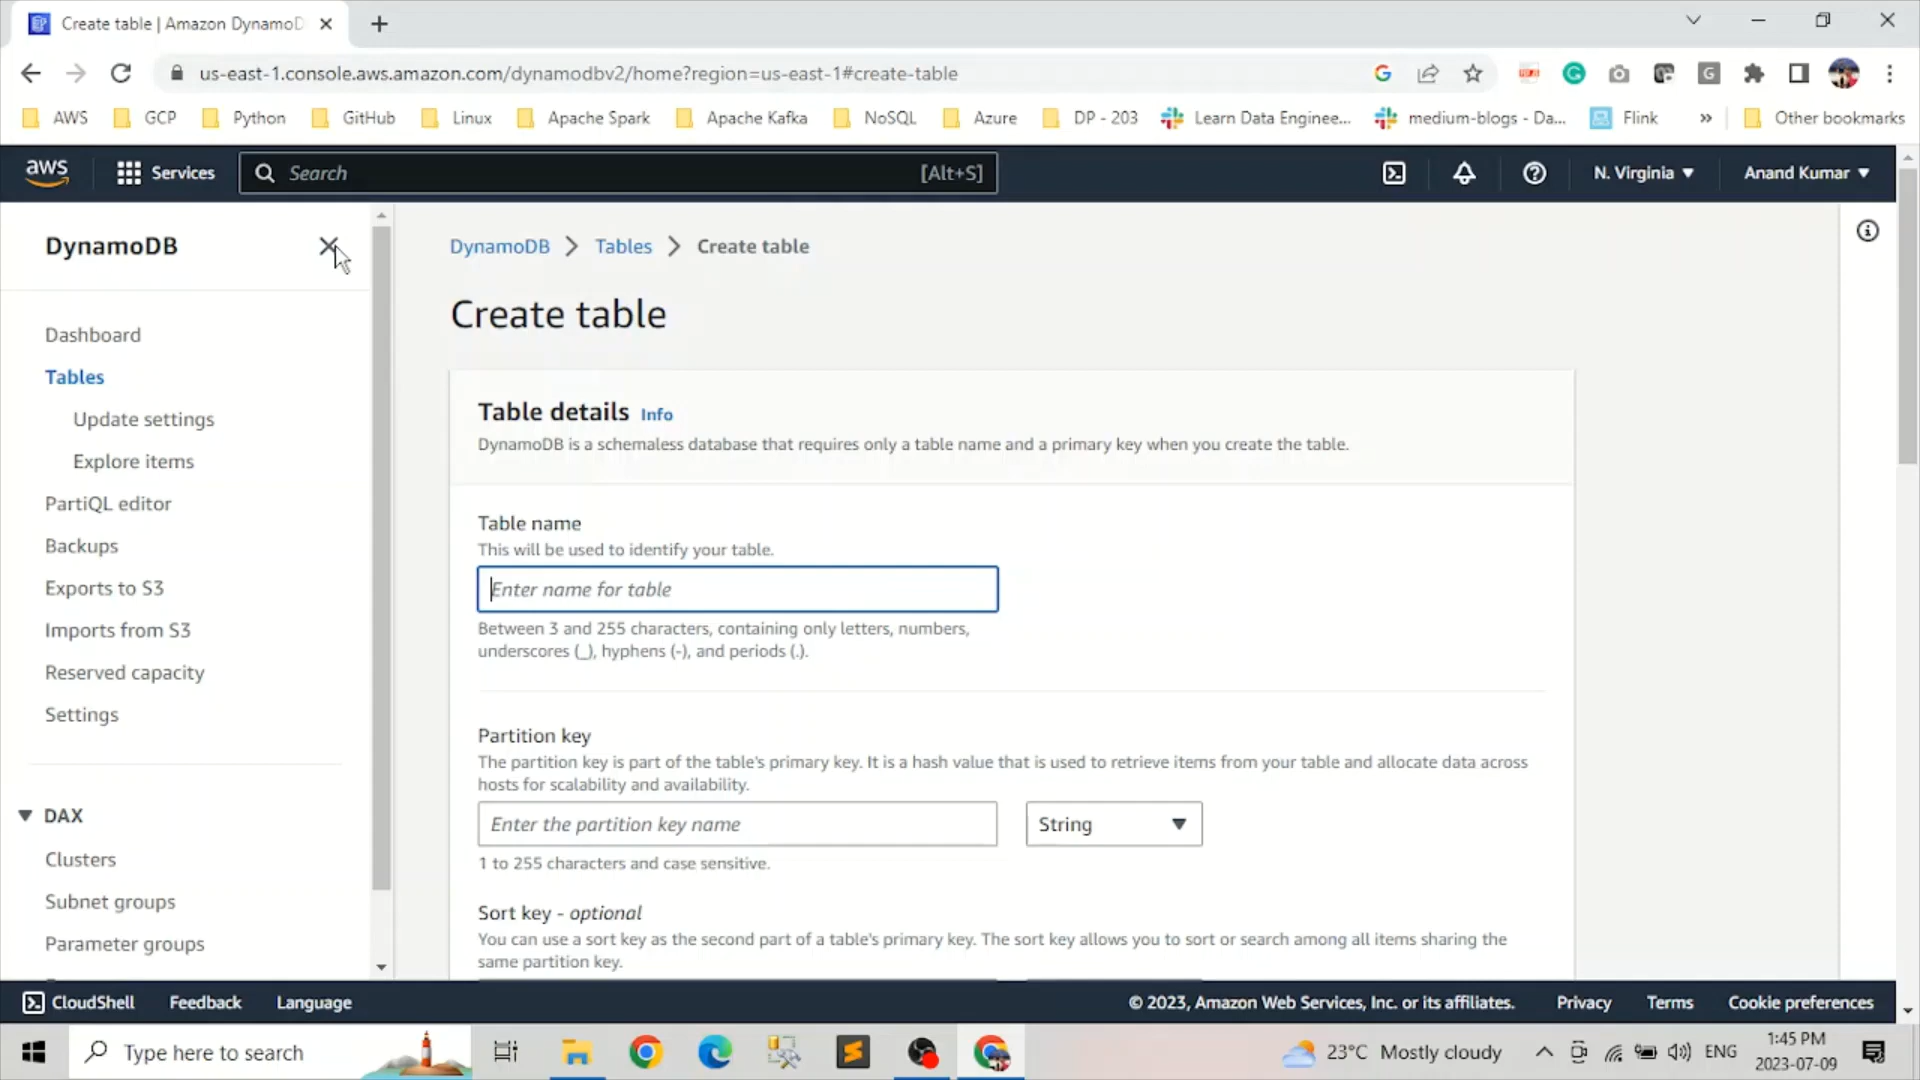 Create table | Amazon DynamoD
us-east-1.console.aws.amazon.com/dynamodbv2/home?region=us-east-1#create-table
AWS GCP Python GitHub Linux Apache Spark Apache Kafka NoSQL Azure DP - 203 Learn Data Enginee... medium-blogs - Da... Flink » Other bookmarks
aws Services Search [Alt+S] N. Virginia Anand Kumar
DynamoDB
Dashboard
Tables
Update settings
Explore items
PartiQL editor
Backups
Exports to S3
Imports from S3
Reserved capacity
Settings
DAX
Clusters
Subnet groups
Parameter groups
DynamoDB > Tables > Create table
Create table
Table details Info
DynamoDB is a schemaless database that requires only a table name and a primary key when you create the table.
Table name
This will be used to identify your table.
Enter name for table
Between 3 and 255 characters, containing only letters, numbers,
underscores (_), hyphens (-), and periods (.).
Partition key
The partition key is part of the table's primary key. It is a hash value that is used to retrieve items from your table and allocate data across
hosts for scalability and availability.
Enter the partition key name String
1 to 255 characters and case sensitive.
Sort key - optional
You can use a sort key as the second part of a table's primary key. The sort key allows you to sort or search among all items sharing the
same partition key.
CloudShell Feedback Language © 2023, Amazon Web Services, Inc. or its affiliates. Privacy Terms Cookie preferences
Type here to search 23°C Mostly cloudy ENG 1:45 PM
2023-07-09